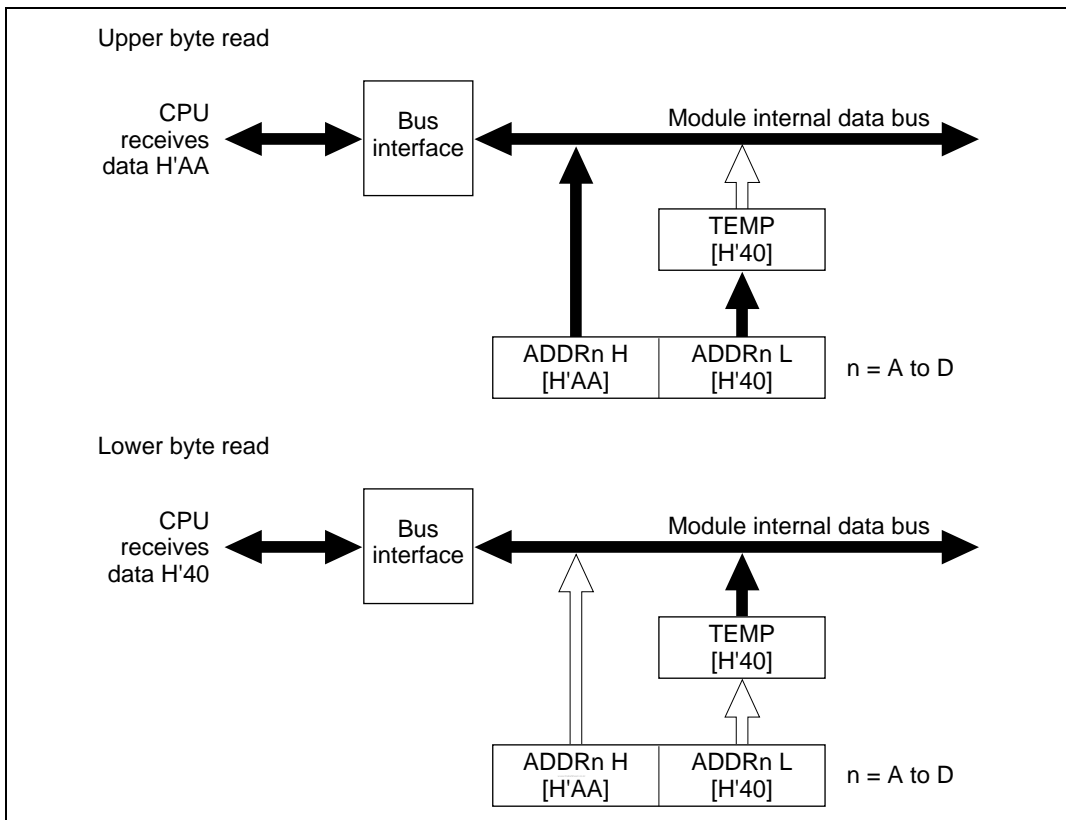 Upper byte read
CPU
receives
data H'AA
Bus
interface
Module internal data bus
TEMP
[H'40]
ADDRn H
[H'AA]
ADDRn L
[H'40]
n = A to D
Lower byte read
CPU
receives
data H'40
Bus
interface
Module internal data bus
TEMP
[H'40]
ADDRn H
[H'AA]
ADDRn L
[H'40]
n = A to D